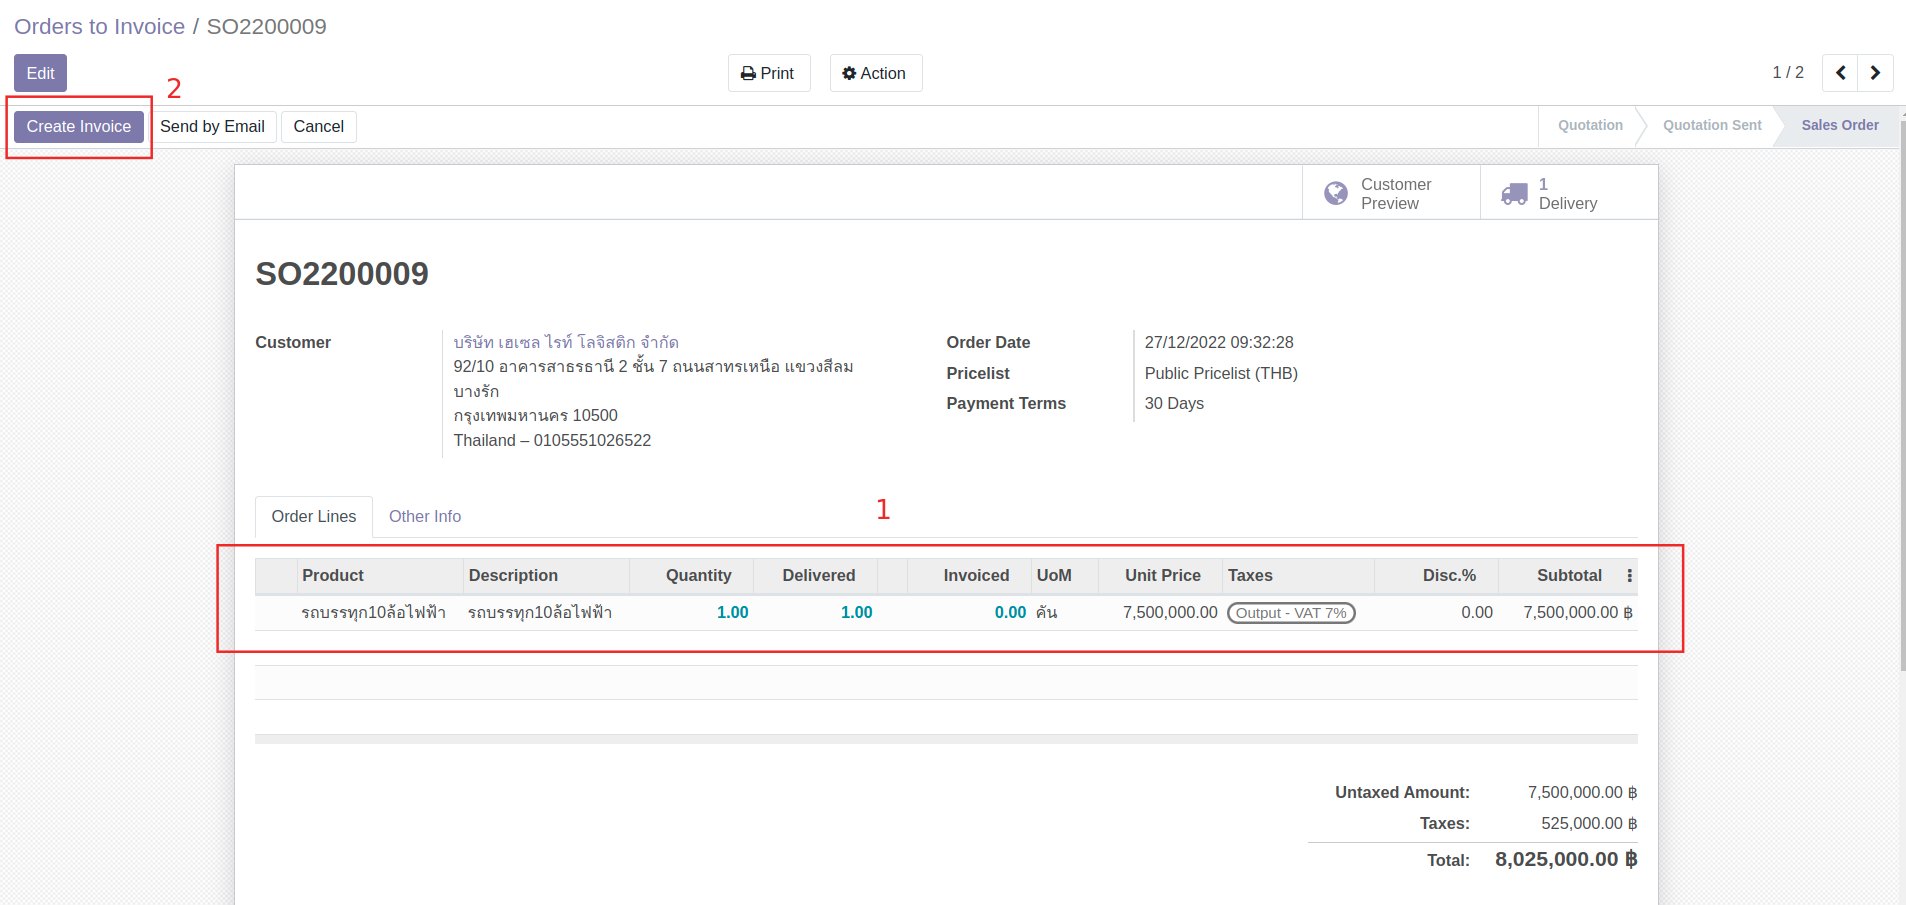 Orders to Invoice / SO2200009
Edit
Print
Action
1 / 2
2
Create Invoice
Send by Email
Cancel
Quotation
Quotation Sent
Sales Order
Customer Preview
1 Delivery
SO2200009
Customer
บริษัท เฮเซล ไรท์ โลจิสติก จำกัด
92/10 อาคารสาธรธานี 2 ชั้น 7 ถนนสาทรเหนือ แขวงสีลม
บางรัก
กรุงเทพมหานคร 10500
Thailand – 0105551026522
Order Date 27/12/2022 09:32:28
Pricelist Public Pricelist (THB)
Payment Terms 30 Days
1
Order Lines Other Info
Product Description Quantity Delivered Invoiced UoM Unit Price Taxes Disc.% Subtotal
รถบรรทุก10ล้อไฟฟ้า รถบรรทุก10ล้อไฟฟ้า 1.00 1.00 0.00 คัน 7,500,000.00 Output - VAT 7% 0.00 7,500,000.00 ฿
Untaxed Amount: 7,500,000.00 ฿
Taxes: 525,000.00 ฿
Total: 8,025,000.00 ฿